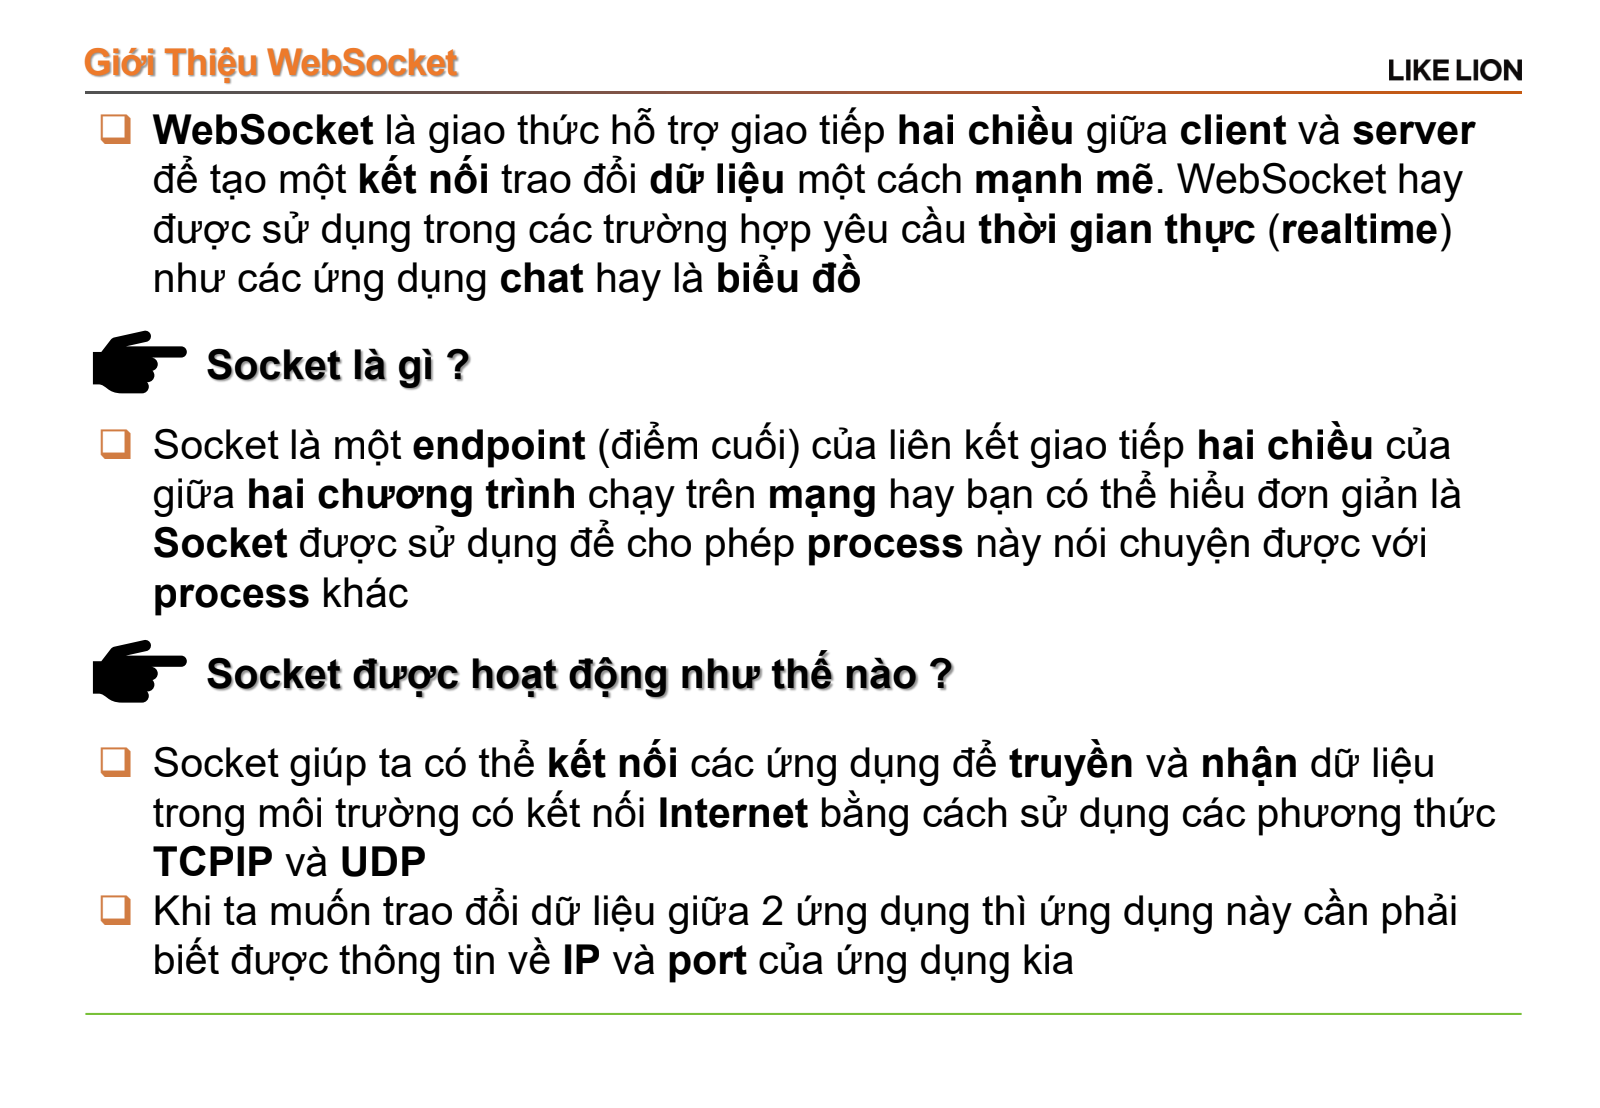 Giới Thiệu WebSocket
LIKE LION
WebSocket là giao thức hỗ trợ giao tiếp hai chiều giữa client và server
để tạo một kết nối trao đổi dữ liệu một cách mạnh mẽ. WebSocket hay
được sử dụng trong các trường hợp yêu cầu thời gian thực (realtime)
như các ứng dụng chat hay là biểu đồ
Socket là gì ?
Socket là một endpoint (điểm cuối) của liên kết giao tiếp hai chiều của
giữa hai chương trình chạy trên mạng hay bạn có thể hiểu đơn giản là
Socket được sử dụng để cho phép process này nói chuyện được với
process khác
Socket được hoạt động như thế nào ?
Socket giúp ta có thể kết nối các ứng dụng để truyền và nhận dữ liệu
trong môi trường có kết nối Internet bằng cách sử dụng các phương thức
TCPIP và UDP
Khi ta muốn trao đổi dữ liệu giữa 2 ứng dụng thì ứng dụng này cần phải
biết được thông tin về IP và port của ứng dụng kia